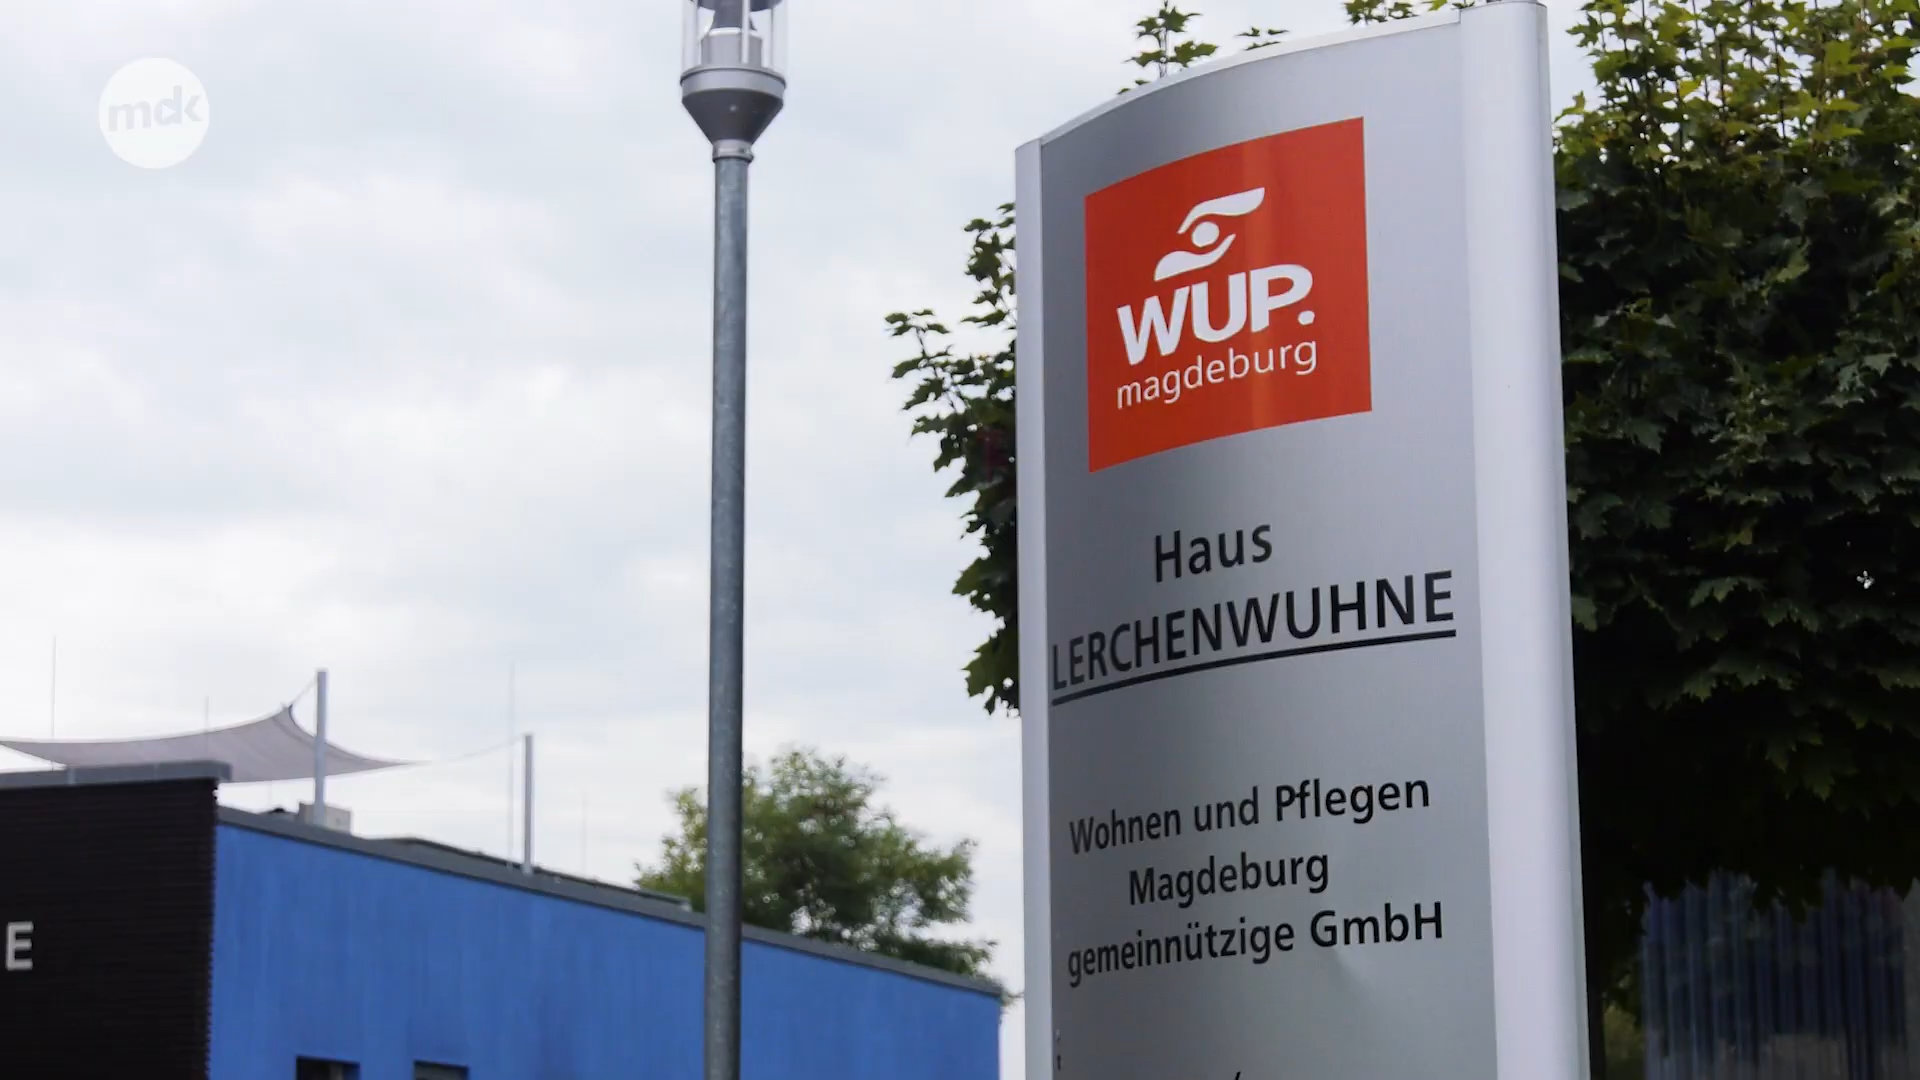 mdk
WUP.
magdeburg
Haus
LERCHENWUHNE
Wohnen und Pflegen
Magdeburg
gemeinnützige GmbH
E